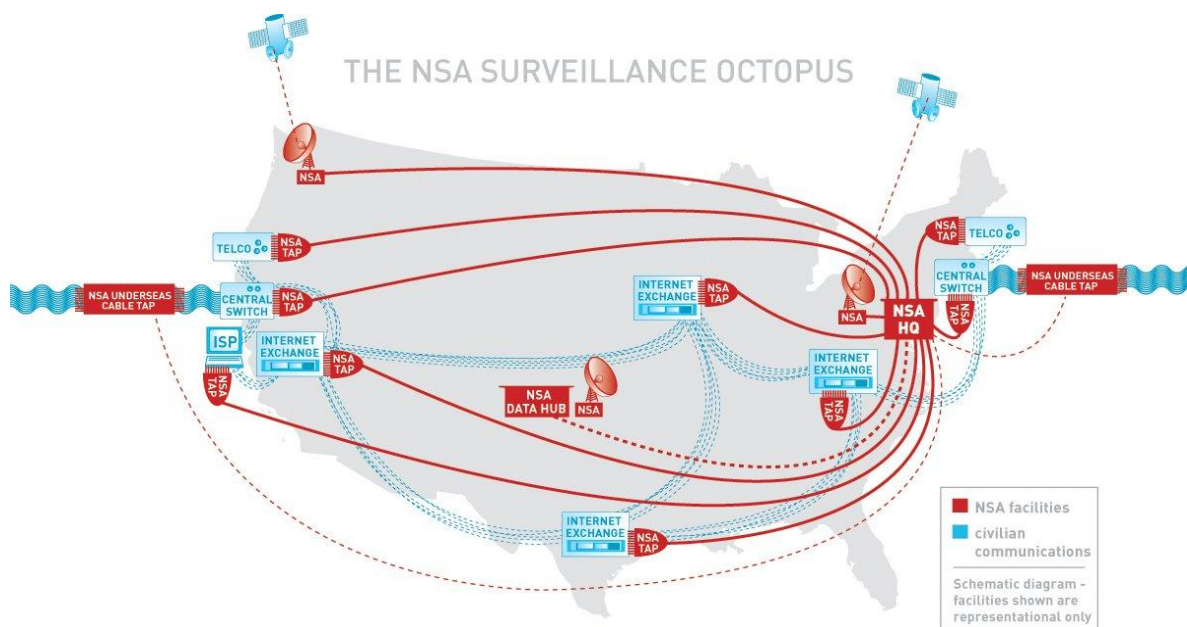 THE NSA SURVEILLANCE OCTOPUS
NSA
TELCO
NSA
TAP
NSA UNDERSEAS
CABLE TAP
CENTRAL
SWITCH
NSA
TAP
ISP
NSA
TAP
INTERNET
EXCHANGE
NSA
TAP
INTERNET
EXCHANGE
NSA
TAP
NSA
DATA HUB
NSA
INTERNET
EXCHANGE
NSA
TAP
INTERNET
EXCHANGE
NSA
TAP
NSA
NSA
HQ
NSA
TAP
TELCO
CENTRAL
SWITCH
NSA
TAP
NSA UNDERSEAS
CABLE TAP
NSA facilities
civilian
communications
Schematic diagram -
facilities shown are
representational only